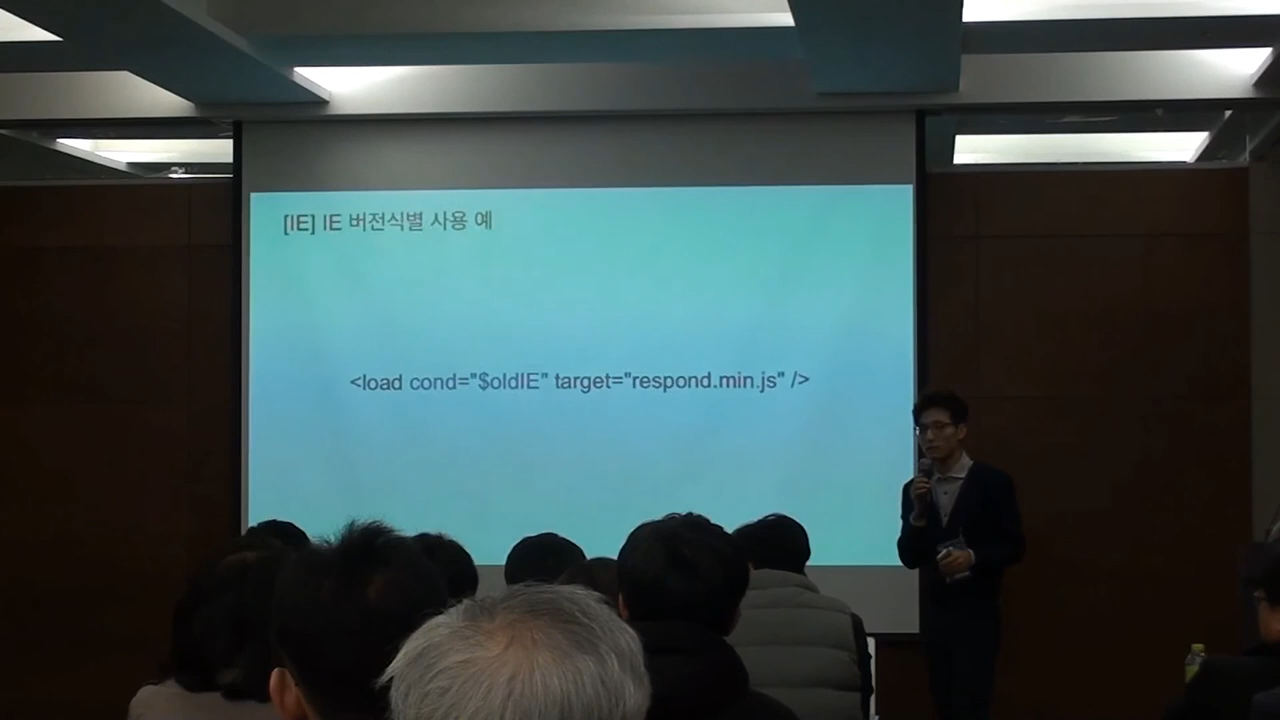 [IE] IE 버전식별 사용 예
<load cond="$oldIE" target="respond.min.js" />